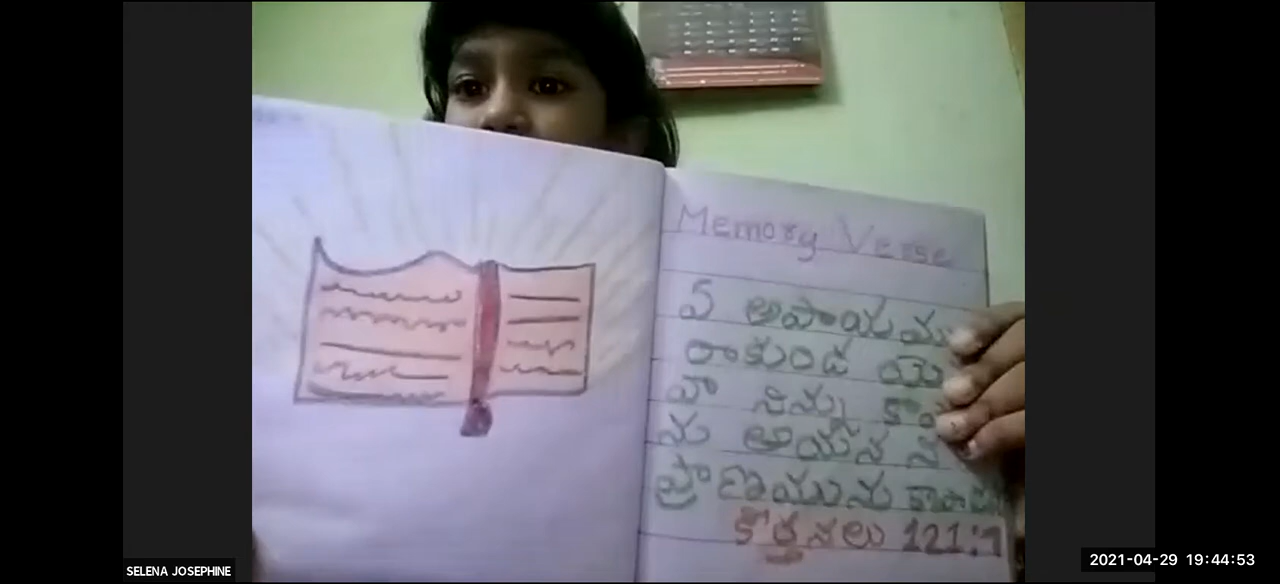 Memory Verse
ఏ అపాయము
రాకుండ యె
హా నిన్ను కాపా
ను ఆయన నీ
ప్రాణమును కాపాడు
కీర్తనలు 121:7
SELENA JOSEPHINE
2021-04-29 19:44:53